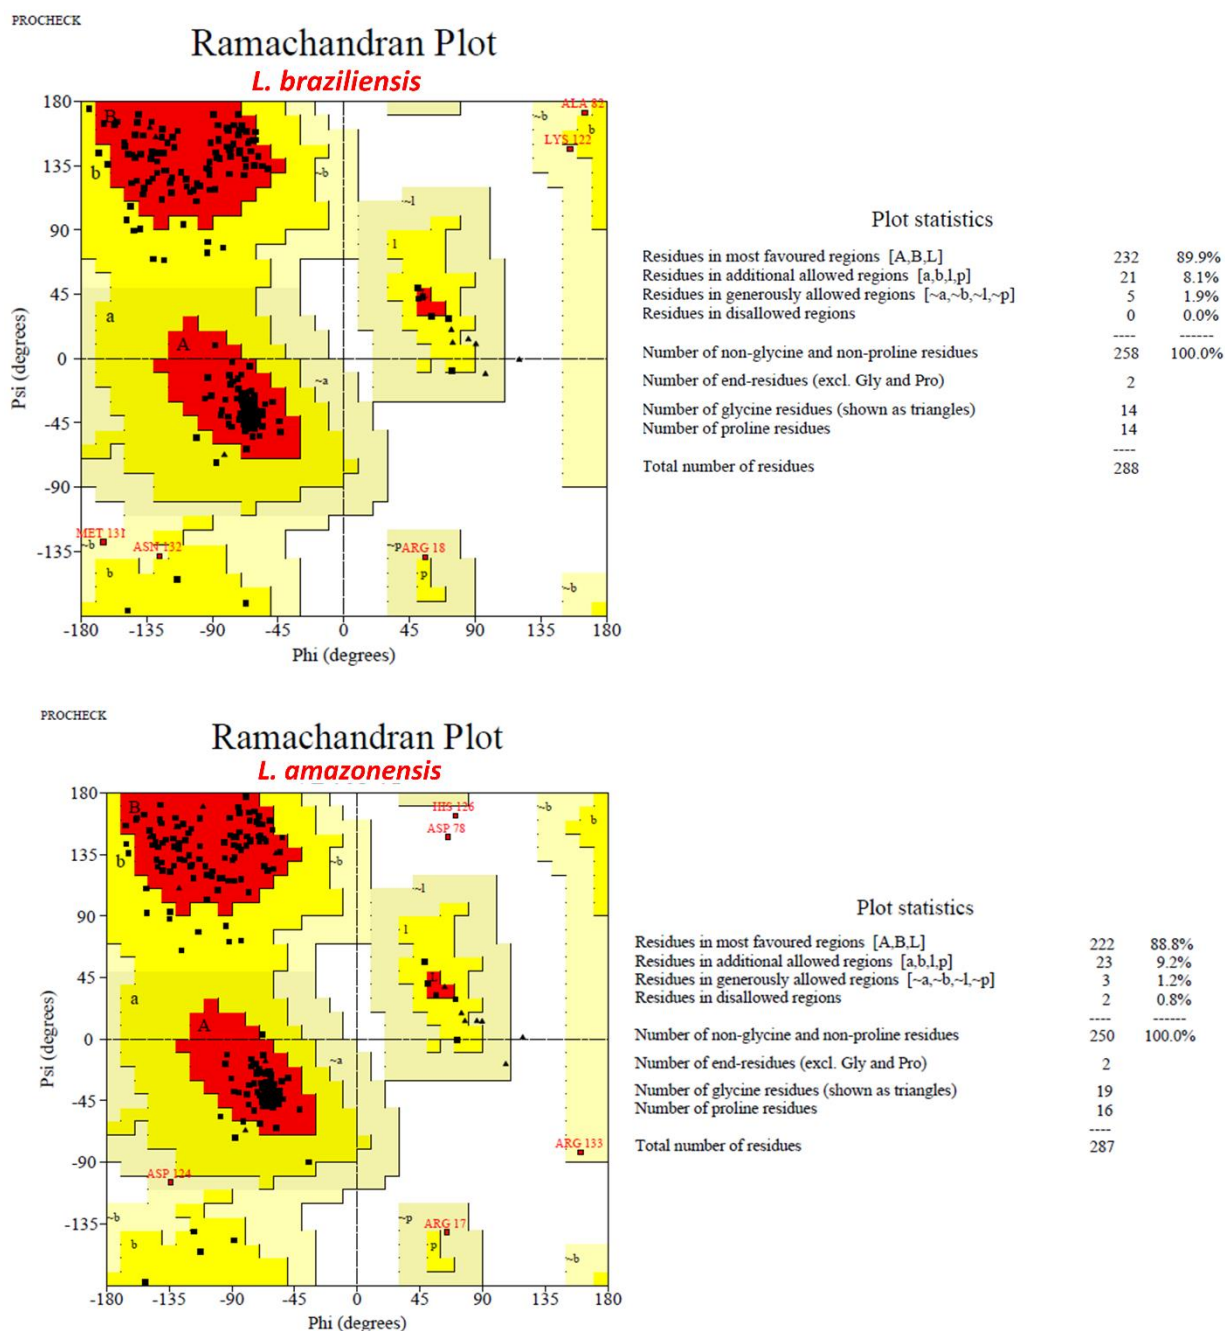 PROCHECK
Ramachandran Plot
L. braziliensis
180
135
90
45
0
-45
-90
-135
Psi (degrees)
B
b
a
A
~a
~b
~l
l
ALA 82
~b
b
LYS 122
MET 131
~b
ASN 132
b
ARG 18
~p
p
~b
-180 -135 -90 -45 0 45 90 135 180
Phi (degrees)
Plot statistics
Residues in most favoured regions [A,B,L] 232 89.9%
Residues in additional allowed regions [a,b,l,p] 21 8.1%
Residues in generously allowed regions [~a,~b,~l,~p] 5 1.9%
Residues in disallowed regions 0 0.0%
---- ------
Number of non-glycine and non-proline residues 258 100.0%
Number of end-residues (excl. Gly and Pro) 2
Number of glycine residues (shown as triangles) 14
Number of proline residues 14
----
Total number of residues 288
PROCHECK
Ramachandran Plot
L. amazonensis
180
135
90
45
0
-45
-90
-135
-180
Psi (degrees)
B
b
a
A
~a
~b
~l
l
HIS 126
ASP 78
~b
b
ARG 133
ASP 124
~b
b
ARG 17
~p
p
~b
-180 -135 -90 -45 0 45 90 135 180
Phi (degrees)
Plot statistics
Residues in most favoured regions [A,B,L] 222 88.8%
Residues in additional allowed regions [a,b,l,p] 23 9.2%
Residues in generously allowed regions [~a,~b,~l,~p] 3 1.2%
Residues in disallowed regions 2 0.8%
---- ------
Number of non-glycine and non-proline residues 250 100.0%
Number of end-residues (excl. Gly and Pro) 2
Number of glycine residues (shown as triangles) 19
Number of proline residues 16
----
Total number of residues 287